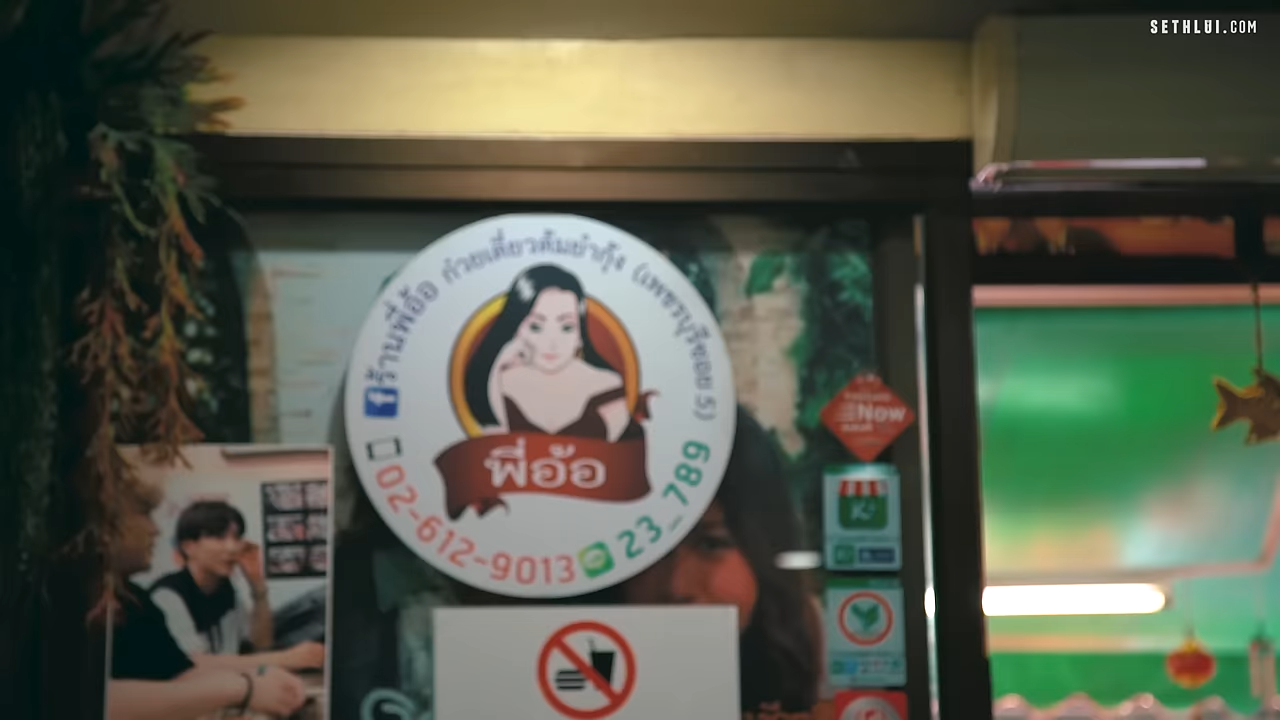 SETHLUI.COM
ร้านพี่อ้อ ก๋วยเตี๋ยวต้มยำกุ้ง (เพชรบุรีซอย 5)
พี่อ้อ
02-612-9013
23_789
Now
K+